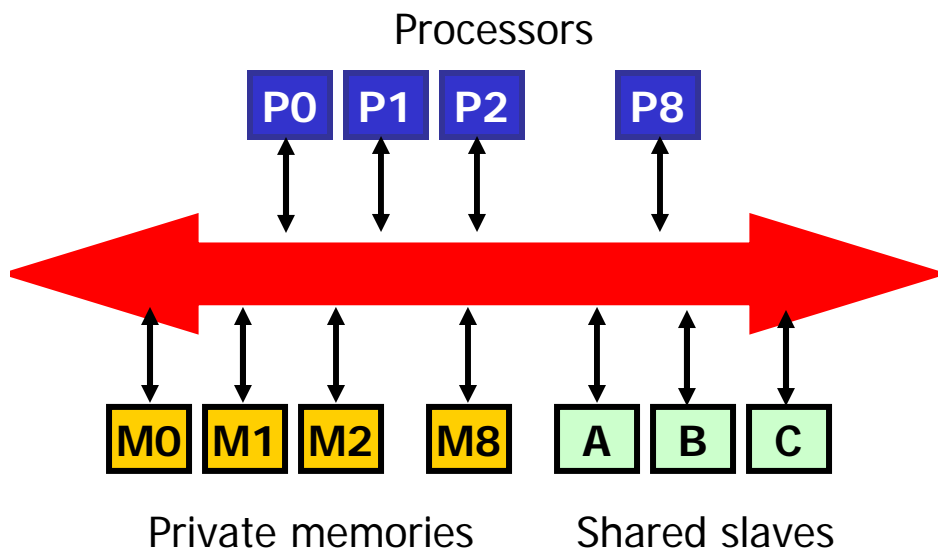 Processors
P0 P1 P2 P8
M0 M1 M2 M8 A B C
Private memories Shared slaves